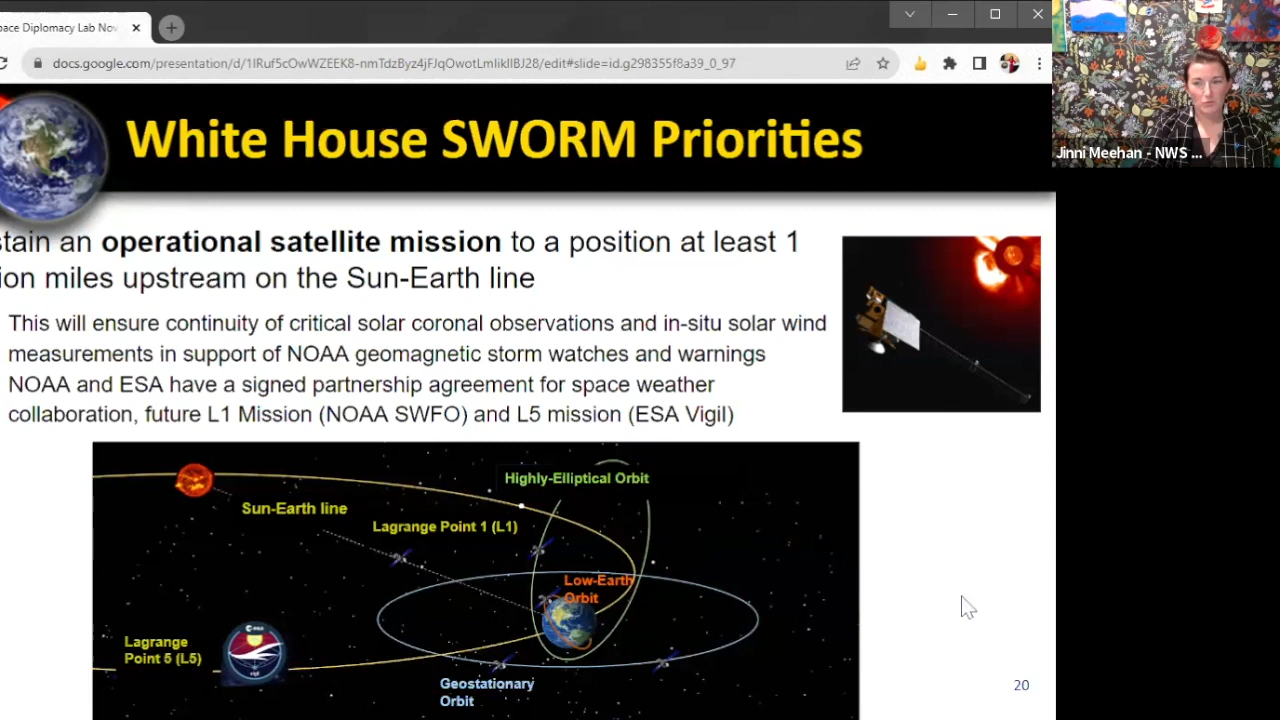 pace Diplomacy Lab Nov
docs.google.com/presentation/d/1lRuf5cOwWZEEK8-nmTdzByz4jFJqOwotLmlikllBJ28/edit#slide=id.g298355f8a39_0_97
Jinni Meehan - NWS ...
White House SWORM Priorities
stain an operational satellite mission to a position at least 1
ion miles upstream on the Sun-Earth line
This will ensure continuity of critical solar coronal observations and in-situ solar wind
measurements in support of NOAA geomagnetic storm watches and warnings
NOAA and ESA have a signed partnership agreement for space weather
collaboration, future L1 Mission (NOAA SWFO) and L5 mission (ESA Vigil)
Highly-Elliptical Orbit
Sun-Earth line
Lagrange Point 1 (L1)
Low-Earth
Orbit
Lagrange
Point 5 (L5)
esa
Geostationary
Orbit
20